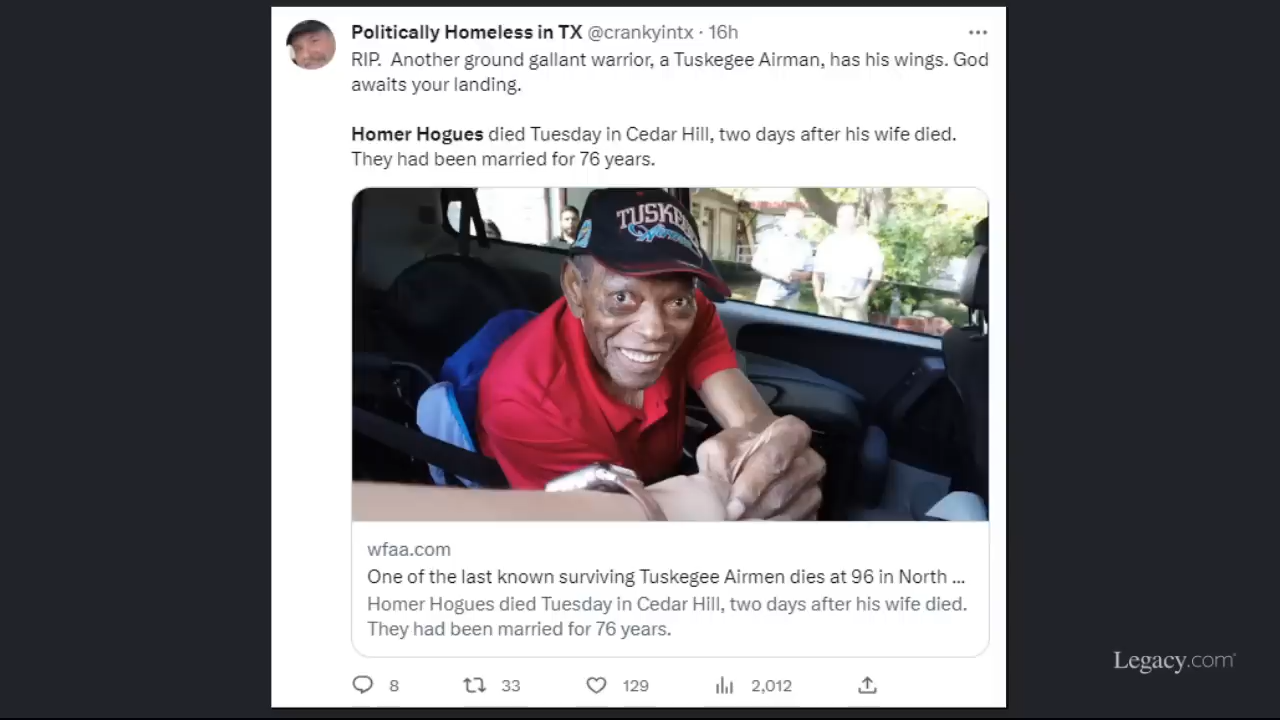 Politically Homeless in TX @crankyintx · 16h
RIP. Another ground gallant warrior, a Tuskegee Airman, has his wings. God
awaits your landing.
Homer Hogues died Tuesday in Cedar Hill, two days after his wife died.
They had been married for 76 years.
TUSKE
wfaa.com
One of the last known surviving Tuskegee Airmen dies at 96 in North ...
Homer Hogues died Tuesday in Cedar Hill, two days after his wife died.
They had been married for 76 years.
8 33 129 2,012
Legacy.com